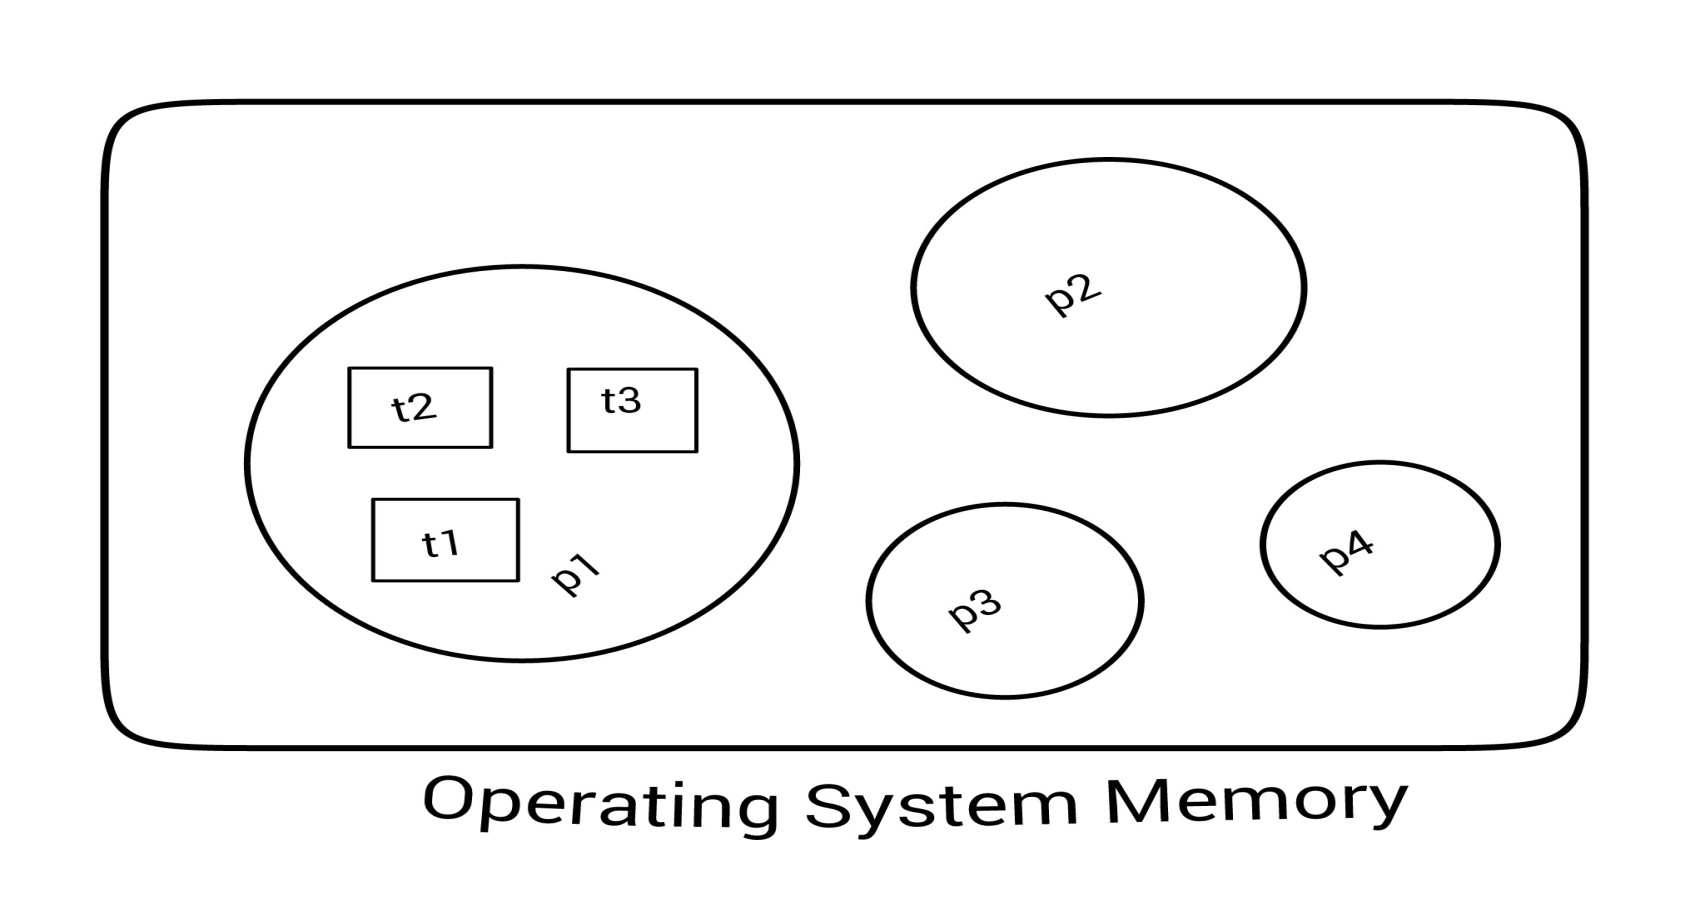 p2
t2
t3
t1
p1
p3
p4
Operating System Memory